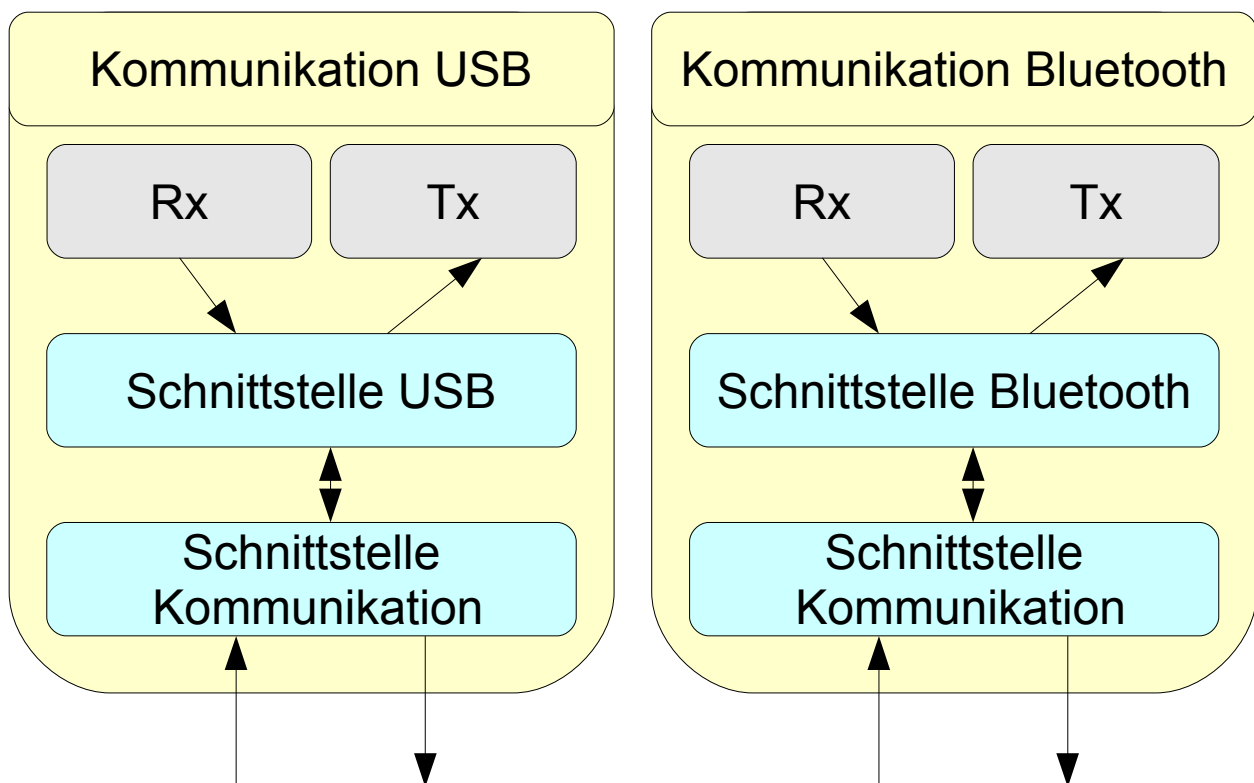 Kommunikation USB
Rx
Tx
Schnittstelle USB
Schnittstelle
Kommunikation
Kommunikation Bluetooth
Rx
Tx
Schnittstelle Bluetooth
Schnittstelle
Kommunikation